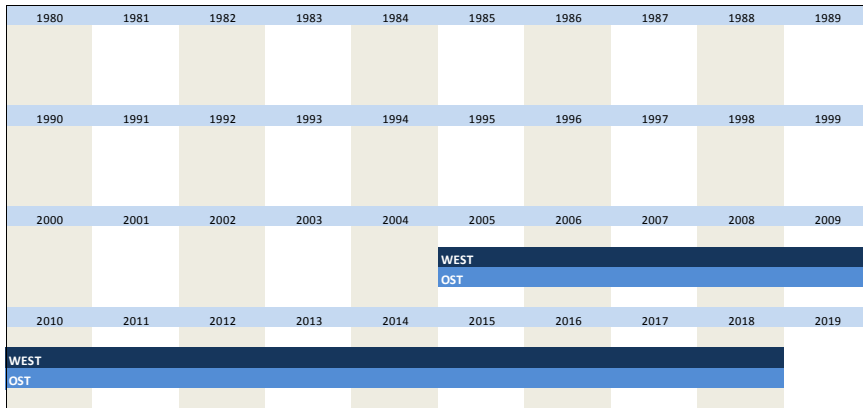 1980 1981 1982 1983 1984 1985 1986 1987 1988 1989
1990 1991 1992 1993 1994 1995 1996 1997 1998 1999
2000 2001 2002 2003 2004 2005 2006 2007 2008 2009
WEST
OST
2010 2011 2012 2013 2014 2015 2016 2017 2018 2019
WEST
OST